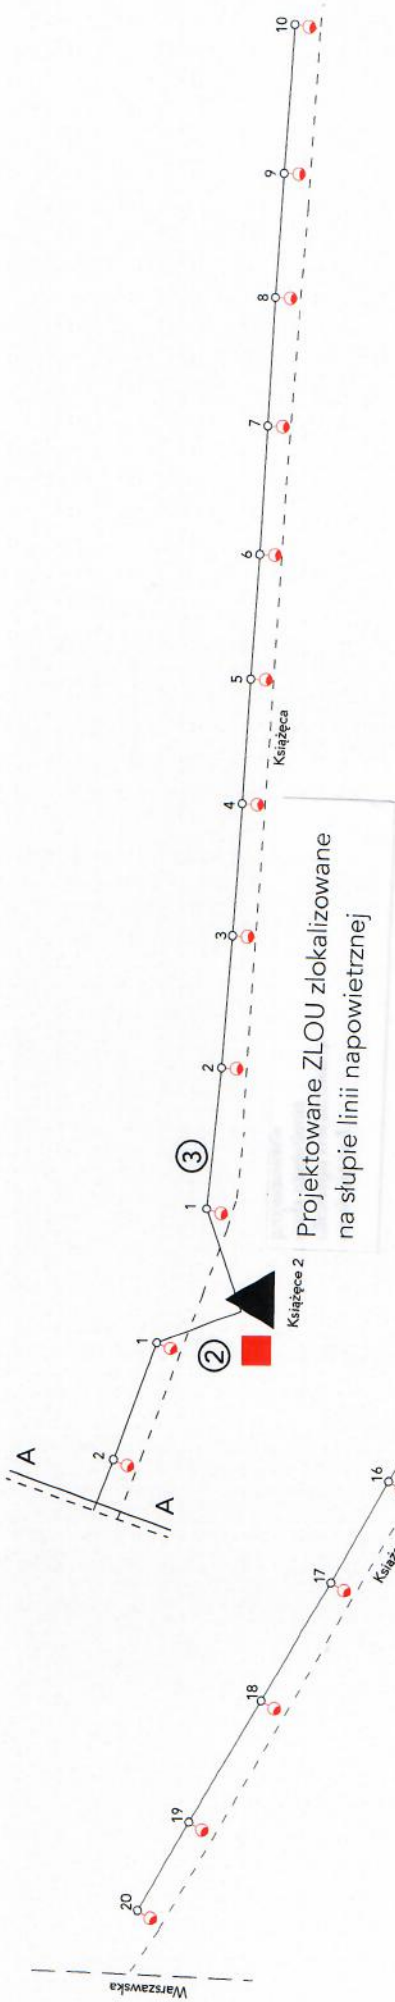 10
9
8
7
6
5
4
3
2
1
③
Książęca
Projektowane ZLOU zlokalizowane
na słupie linii napowietrznej
Książęce 2
②
1
2
A
A
16
17
18
19
20
Warszawska